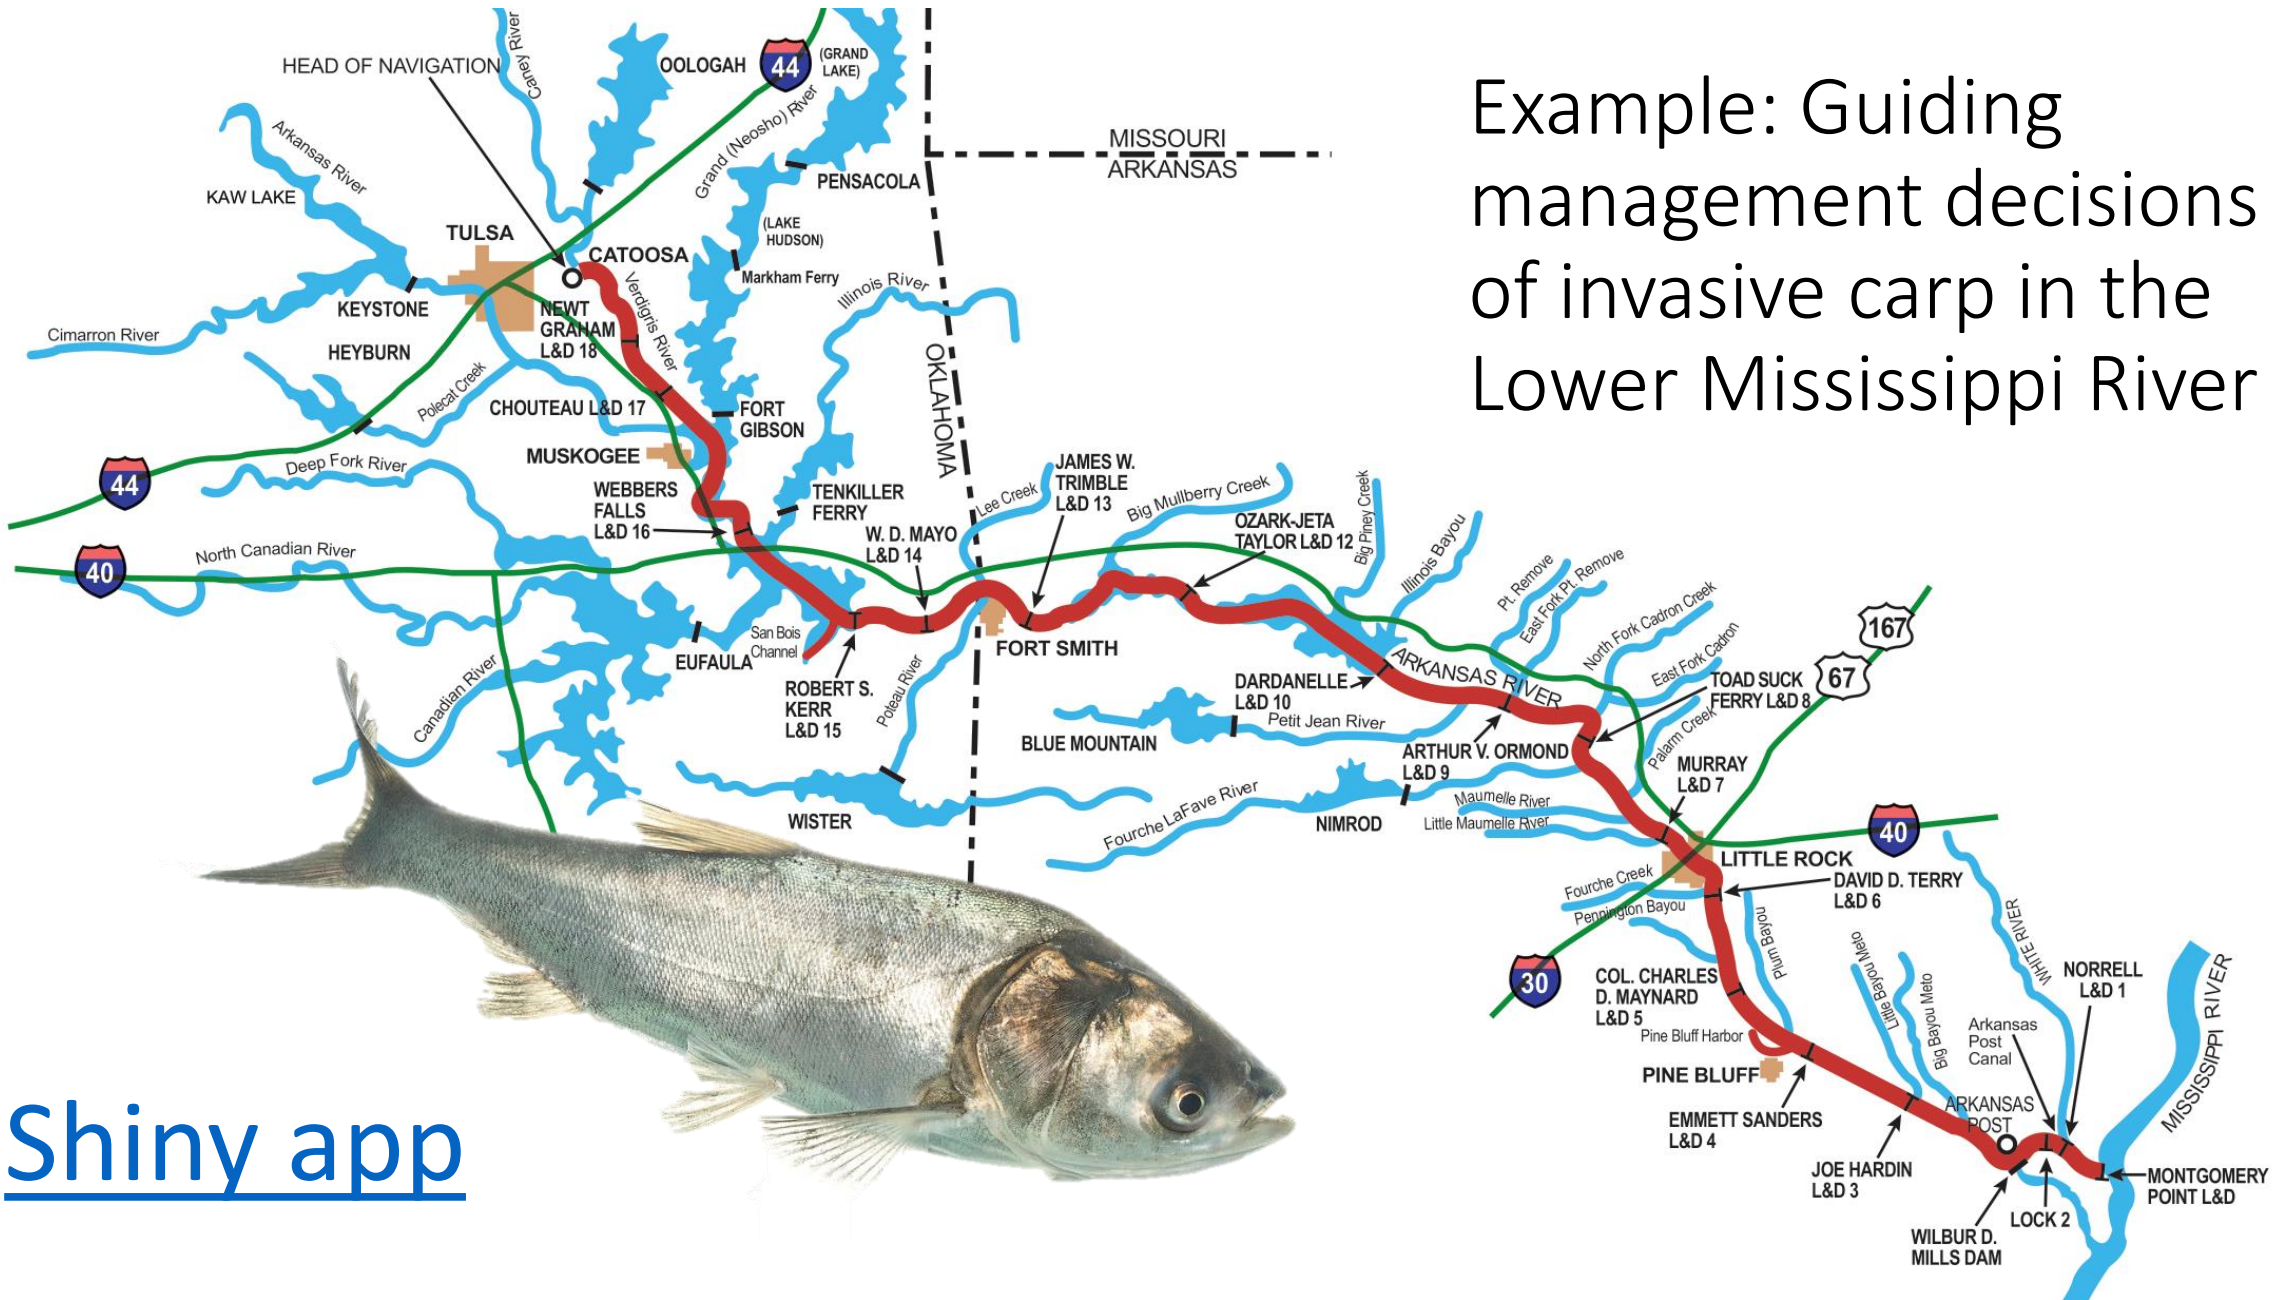 Example: Guiding
management decisions
of invasive carp in the
Lower Mississippi River
Shiny app
HEAD OF NAVIGATION
Caney River
OOLOGAH
44
(GRAND
LAKE)
Grand (Neosho) River
MISSOURI
ARKANSAS
Arkansas River
KAW LAKE
PENSACOLA
(LAKE
HUDSON)
Markham Ferry
TULSA
CATOOSA
Verdigris River
Illinois River
KEYSTONE
Cimarron River
HEYBURN
NEWT
GRAHAM
L&D 18
Polecat Creek
CHOUTEAU L&D 17
FORT
GIBSON
OKLAHOMA
MUSKOGEE
44
Deep Fork River
WEBBERS
FALLS
L&D 16
TENKILLER
FERRY
W. D. MAYO
L&D 14
Lee Creek
JAMES W.
TRIMBLE
L&D 13
Big Mullberry Creek
OZARK-JETA
TAYLOR L&D 12
Big Piney Creek
Illinois Bayou
Pt. Remove
East Fork Pt. Remove
North Fork Cadron Creek
East Fork Cadron
167
67
40
North Canadian River
San Bois
Channel
EUFAULA
Canadian River
ROBERT S.
KERR
L&D 15
Poteau River
FORT SMITH
ARKANSAS RIVER
DARDANELLE
L&D 10
TOAD SUCK
FERRY L&D 8
Palarm Creek
Petit Jean River
BLUE MOUNTAIN
ARTHUR V. ORMOND
L&D 9
MURRAY
L&D 7
WISTER
Fourche LaFave River
NIMROD
Maumelle River
Little Maumelle River
40
LITTLE ROCK
DAVID D. TERRY
L&D 6
Fourche Creek
Pennington Bayou
Plum Bayou
30
COL. CHARLES
D. MAYNARD
L&D 5
Pine Bluff Harbor
PINE BLUFF
EMMETT SANDERS
L&D 4
Little Bayou Meto
Big Bayou Meto
WHITE RIVER
NORRELL
L&D 1
Arkansas
Post
Canal
MISSISSIPPI RIVER
ARKANSAS
POST
JOE HARDIN
L&D 3
WILBUR D.
MILLS DAM
LOCK 2
MONTGOMERY
POINT L&D